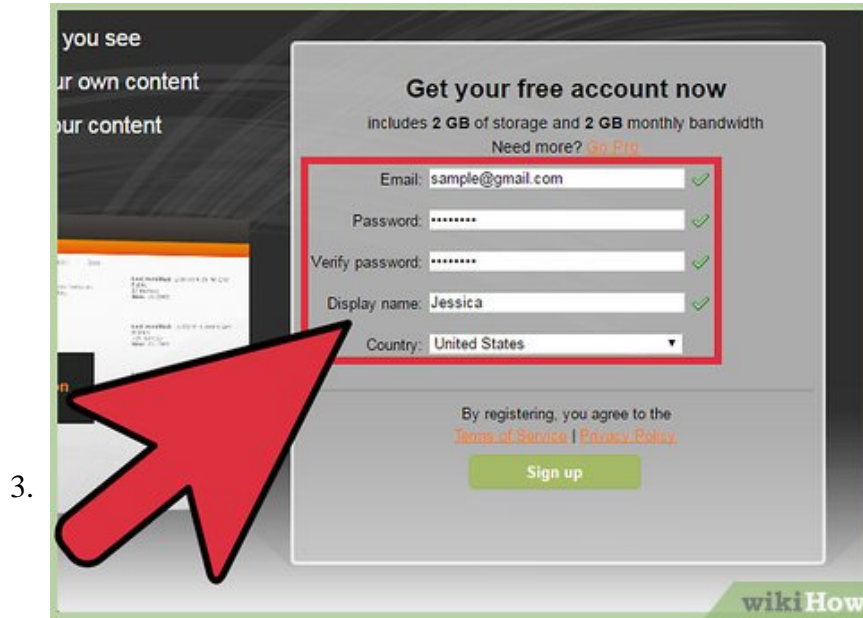 you see
ur own content
our content
Get your free account now
includes 2 GB of storage and 2 GB monthly bandwidth
Need more? Go Pro
Email: sample@gmail.com
Password: ••••••••
Verify password: ••••••••
Display name: Jessica
Country: United States
By registering, you agree to the
Terms of Service | Privacy Policy.
Sign up
on
3.
wikiHow